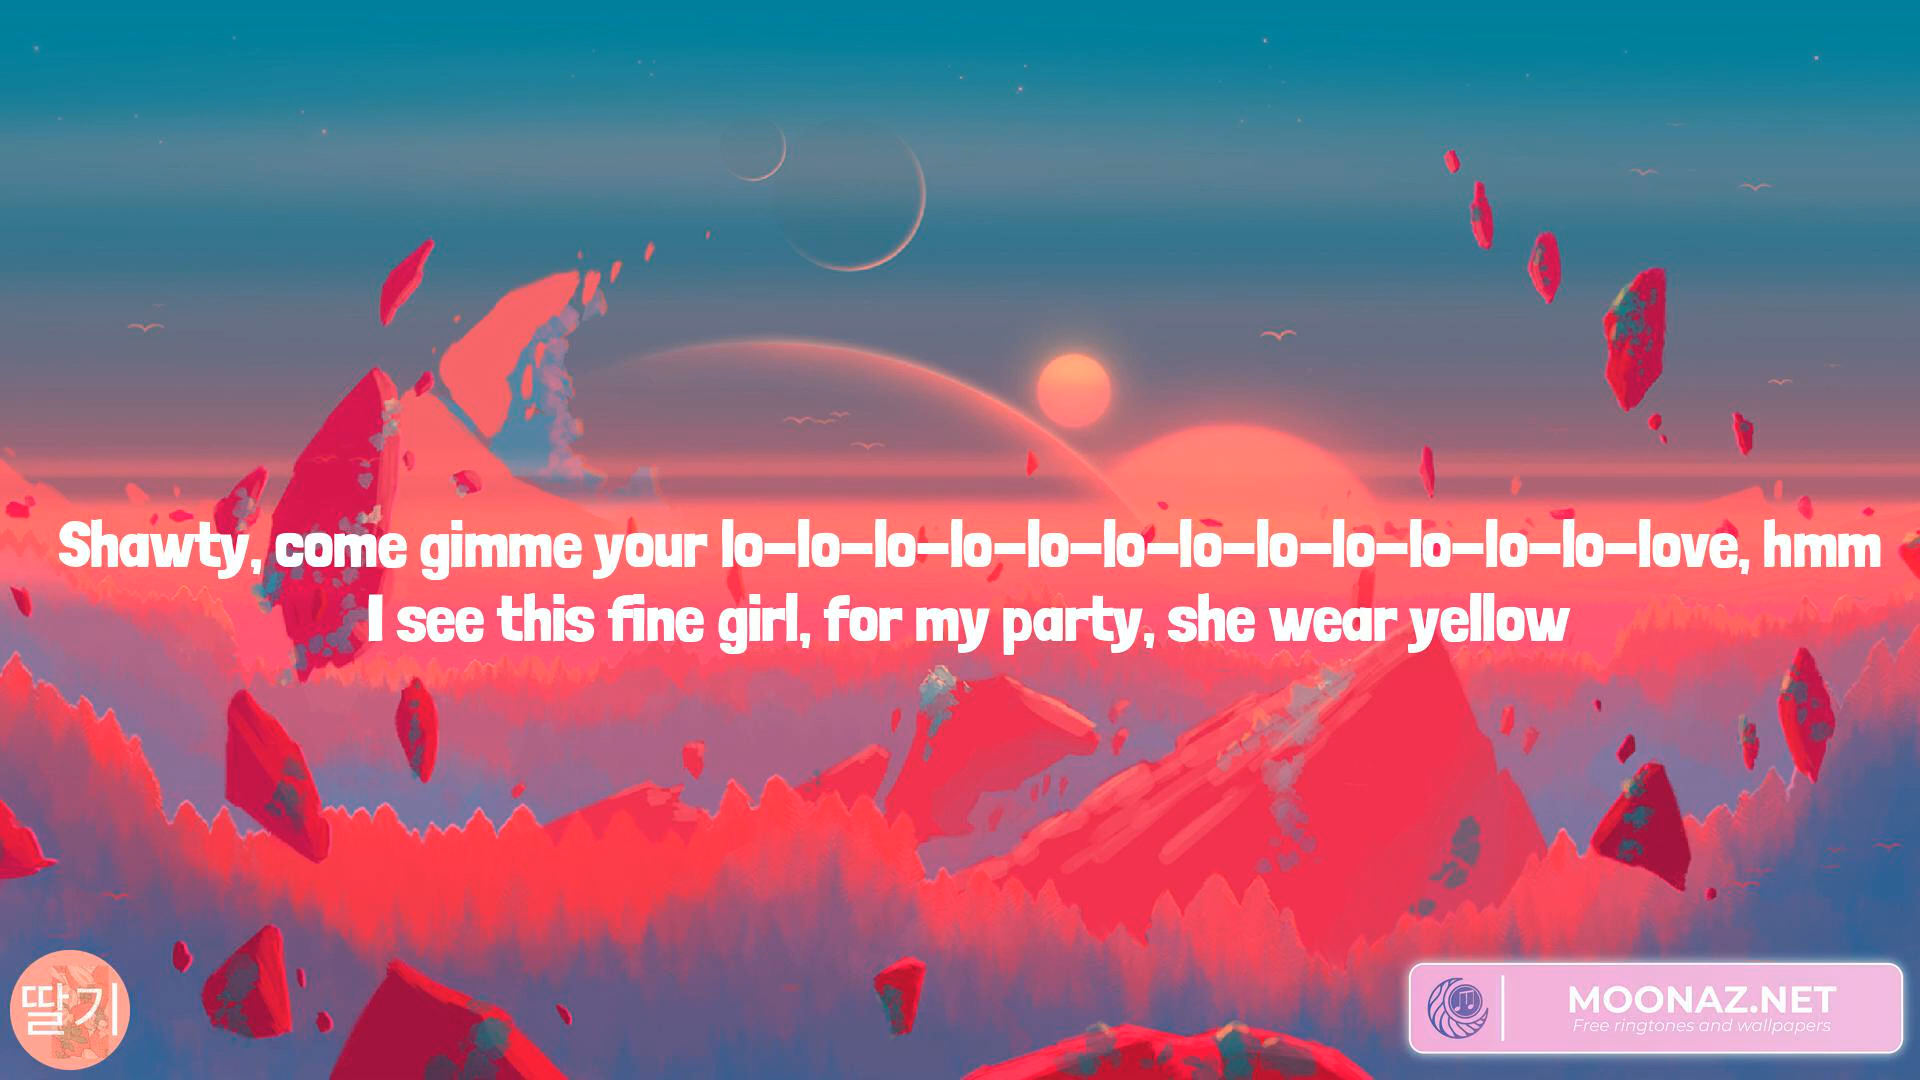 Shawty, come gimme your lo-lo-lo-lo-lo-lo-lo-lo-lo-lo-lo-lo-love, hmm
I see this fine girl, for my party, she wear yellow
딸기
MOONAZ.NET
Free ringtones and wallpapers